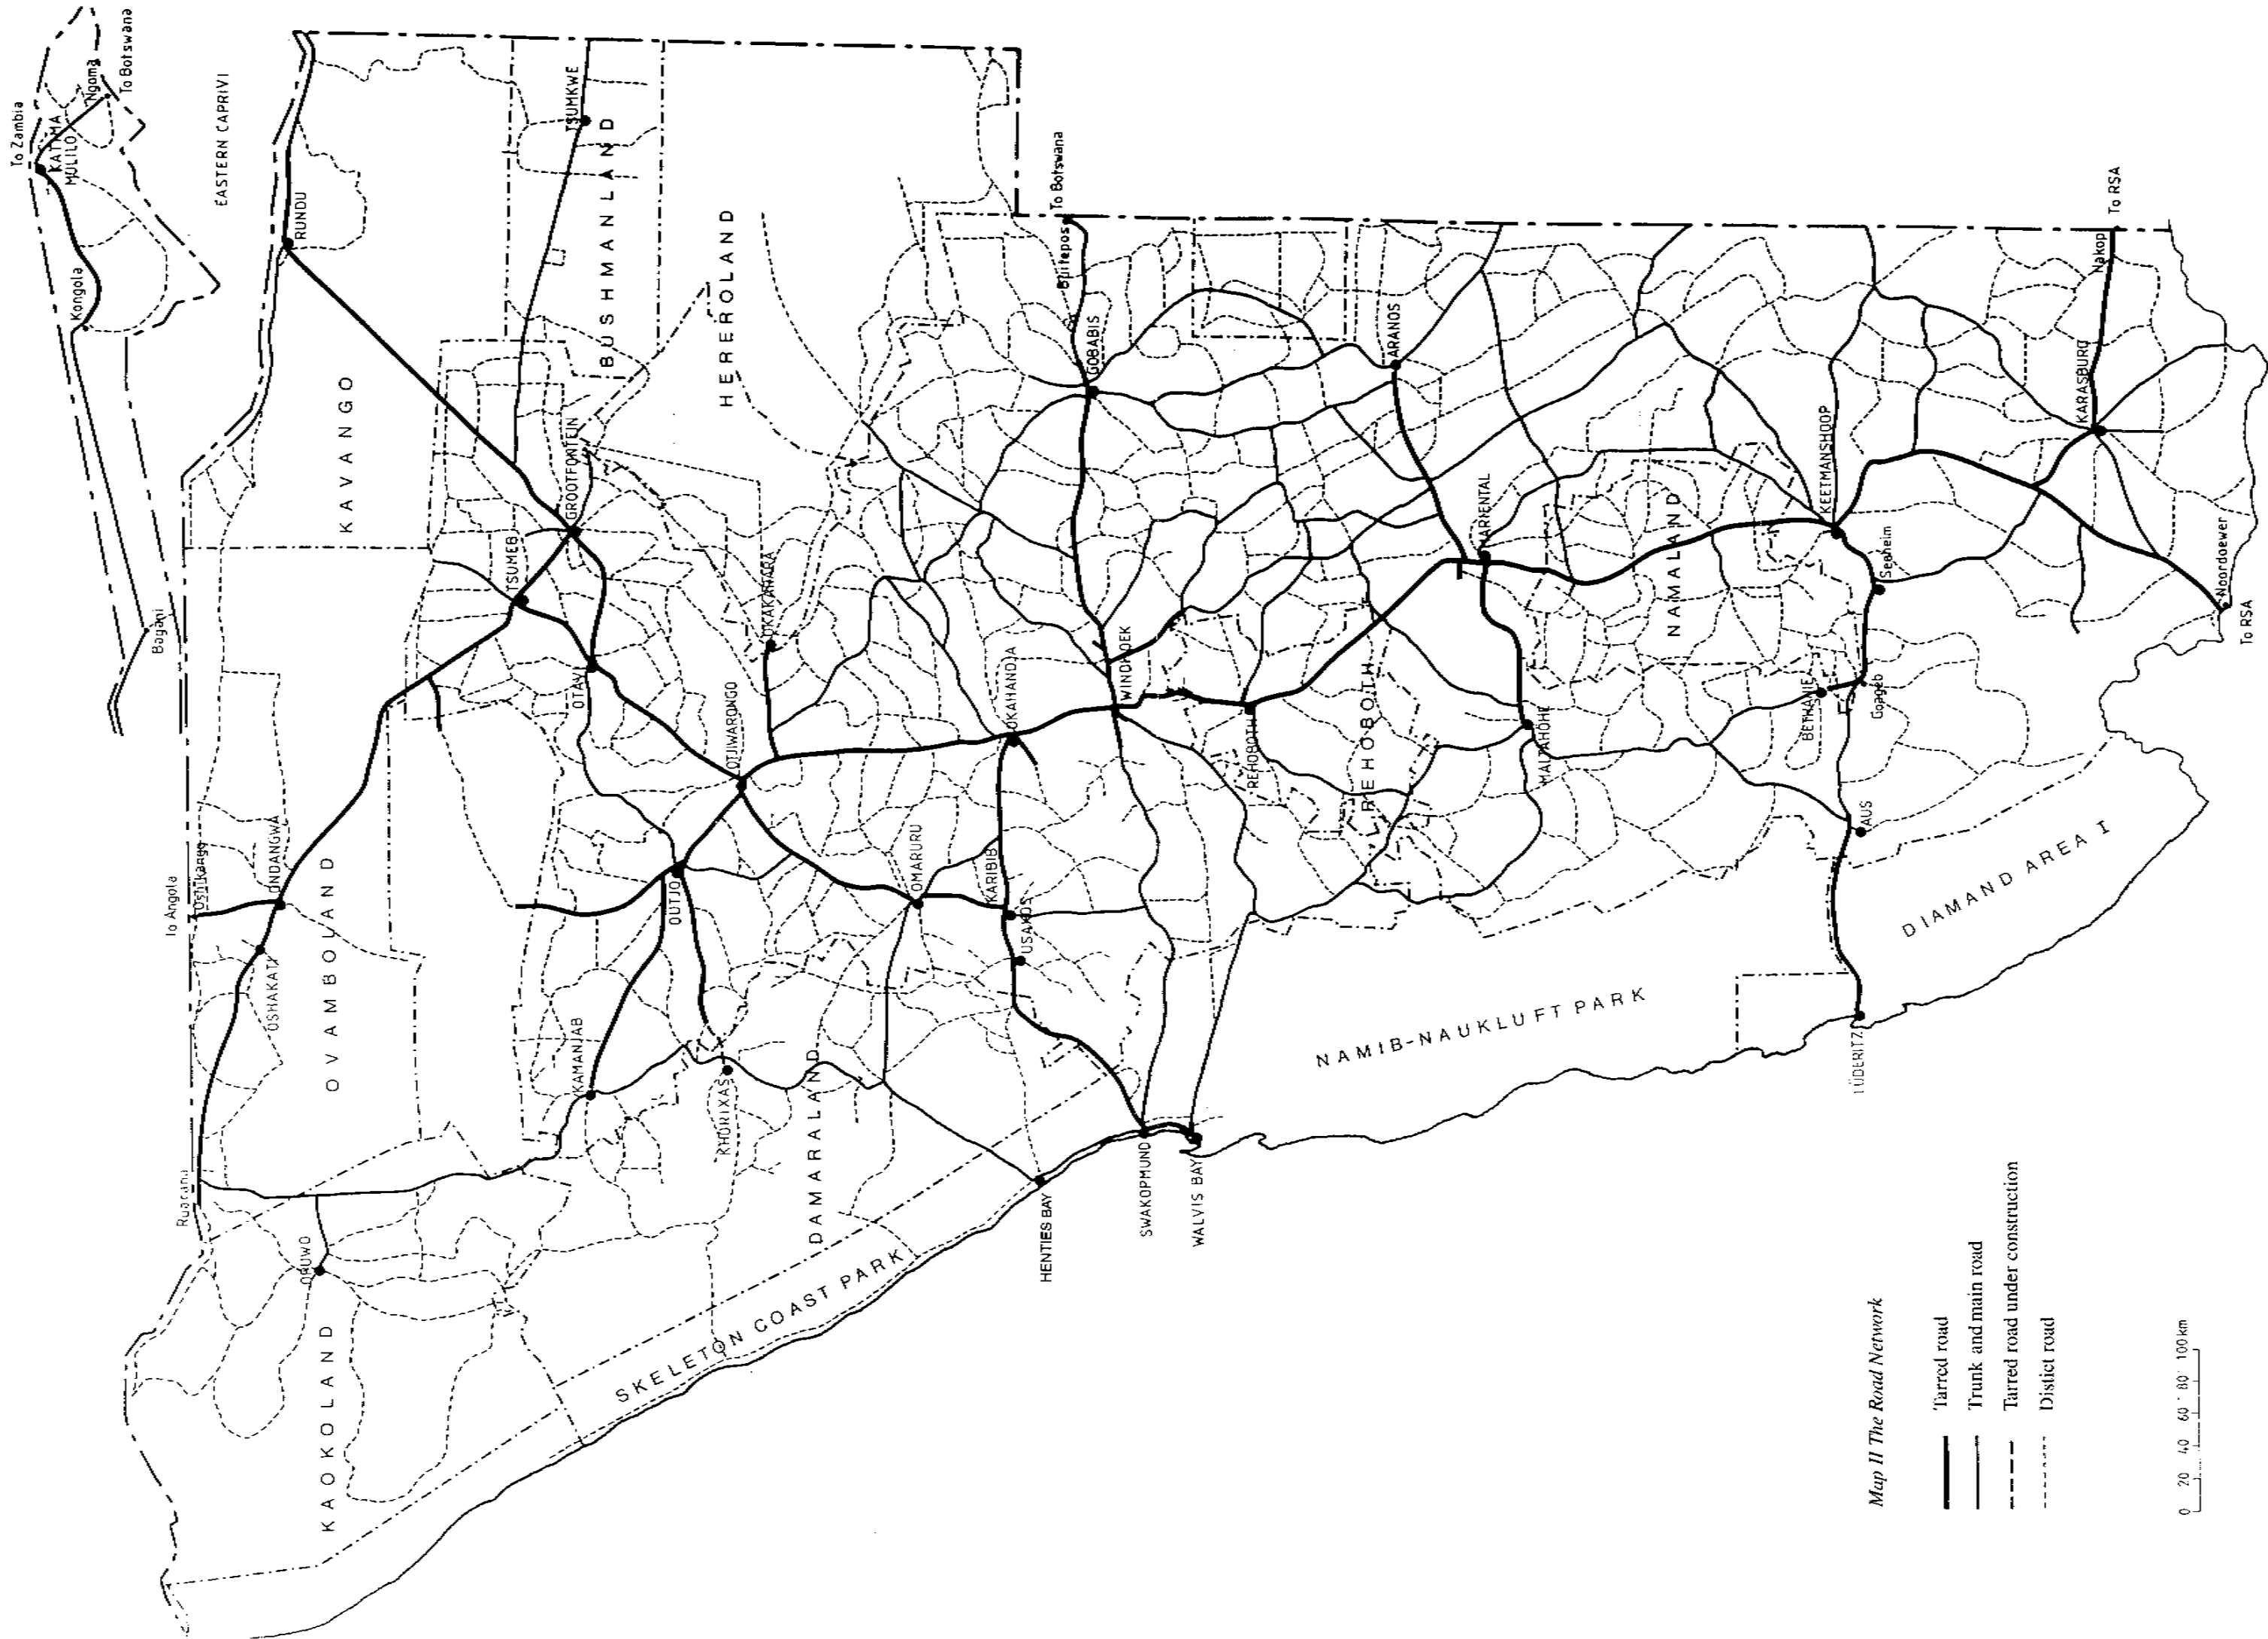 To Zambia
KATIMA
MULILO
Ngoma
To Botswana
EASTERN CAPRIVI
Kongola
Bagani
RUNDU
KAVANGO
TSUMKWE
BUSHMANLAND
HEREROLAND
GROOTFONTEIN
TSUMEB
OTAVI
OKAKARARA
OTJIWARONGO
To Angola
Oshikango
ONDANGWA
OSHAKATI
OVAMBOLAND
Ruacana
OPUWO
KAOKOLAND
OUTJO
KAMANJAB
KHORIXAS
DAMARALAND
SKELETON COAST PARK
OMARURU
KARIBIB
USAKOS
OKAHANDJA
WINDHOEK
HENTIES BAY
SWAKOPMUND
WALVIS BAY
To Botswana
GOBABIS
ARANOS
REHOBOTH
REHOBOTH
MARIENTAL
MALTAHÖHE
NAMALAND
NAMIB-NAUKLUFT PARK
KEETMANSHOOP
Seeheim
Goageb
BETHANIE
AUS
LÜDERITZ
DIAMAND AREA I
KARASBURG
Nakop
To RSA
Noordoewer
To RSA
Map II The Road Network
Tarred road
Trunk and main road
Tarred road under construction
Distict road
0 20 40 60 80 100 km